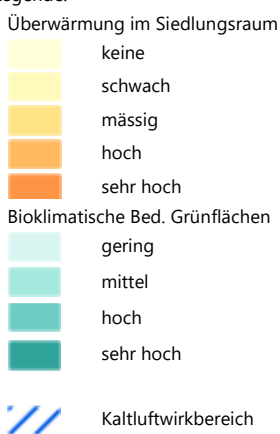 Überwärmung im Siedlungsraum
keine
schwach
mässig
hoch
sehr hoch
Bioklimatische Bed. Grünflächen
gering
mittel
hoch
sehr hoch
Kaltluftwirkbereich